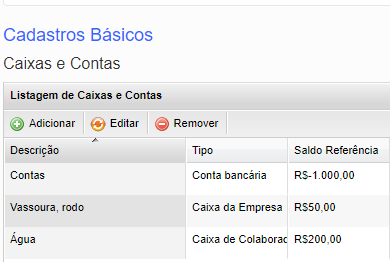 Cadastros Básicos
Caixas e Contas
Listagem de Caixas e Contas
Adicionar Editar Remover
Descrição Tipo Saldo Referência
Contas Conta bancária R$-1.000,00
Vassoura, rodo Caixa da Empresa R$50,00
Água Caixa de Colaborad R$200,00